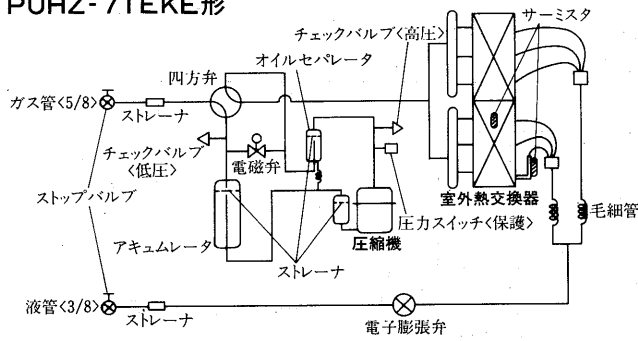 PUHZ-7TEKE形
サーミスタ
チェックバルブ<高圧>
オイルセパレータ
四方弁
ガス管<5/8>
ストレーナ
チェックバルブ
<低圧>
電磁弁
ストップバルブ
室外熱交換器
圧力スイッチ<保護>
毛細管
アキュムレータ
圧縮機
ストレーナ
液管<3/8>
ストレーナ
電子膨張弁